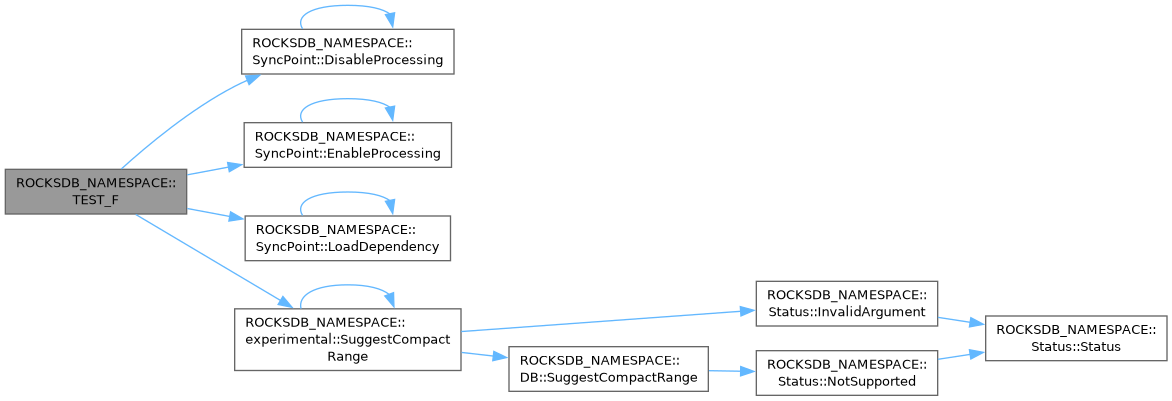 ROCKSDB_NAMESPACE::
SyncPoint::DisableProcessing
ROCKSDB_NAMESPACE::
SyncPoint::EnableProcessing
ROCKSDB_NAMESPACE::
TEST_F
ROCKSDB_NAMESPACE::
SyncPoint::LoadDependency
ROCKSDB_NAMESPACE::
experimental::SuggestCompact
Range
ROCKSDB_NAMESPACE::
Status::InvalidArgument
ROCKSDB_NAMESPACE::
DB::SuggestCompactRange
ROCKSDB_NAMESPACE::
Status::NotSupported
ROCKSDB_NAMESPACE::
Status::Status